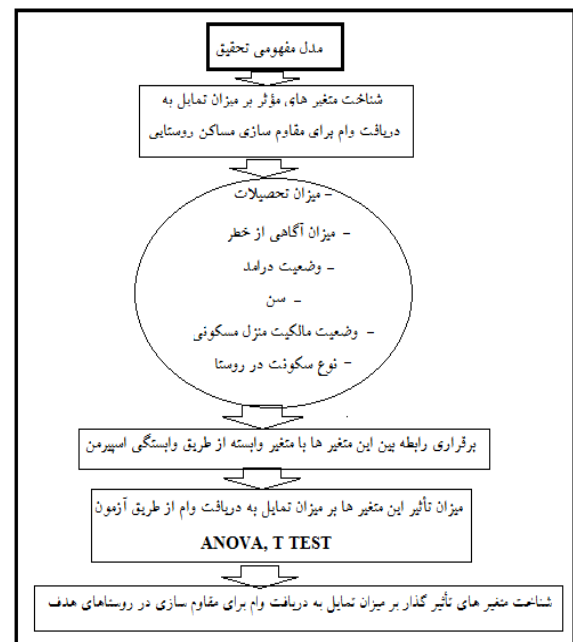 مدل مفهومی تحقیق
شناخت متغیر های مؤثر بر میزان تمایل به
دریافت وام برای مقاوم سازی مساکن روستایی
- میزان تحصیلات
- میزان آگاهی از خطر
- وضعیت درامد
- سن
- وضعیت مالکیت منزل مسکونی
- نوع سکونت در روستا
برقراری رابطه بین این متغیر ها با متغیر وابسته از طریق وابستگی اسپیرمن
میزان تأثیر این متغیر ها بر میزان تمایل به دریافت وام از طریق آزمون
ANOVA, T TEST
شناخت متغیر های تأثیر گذار بر میزان تمایل به دریافت وام برای مقاوم سازی در روستاهای هدف